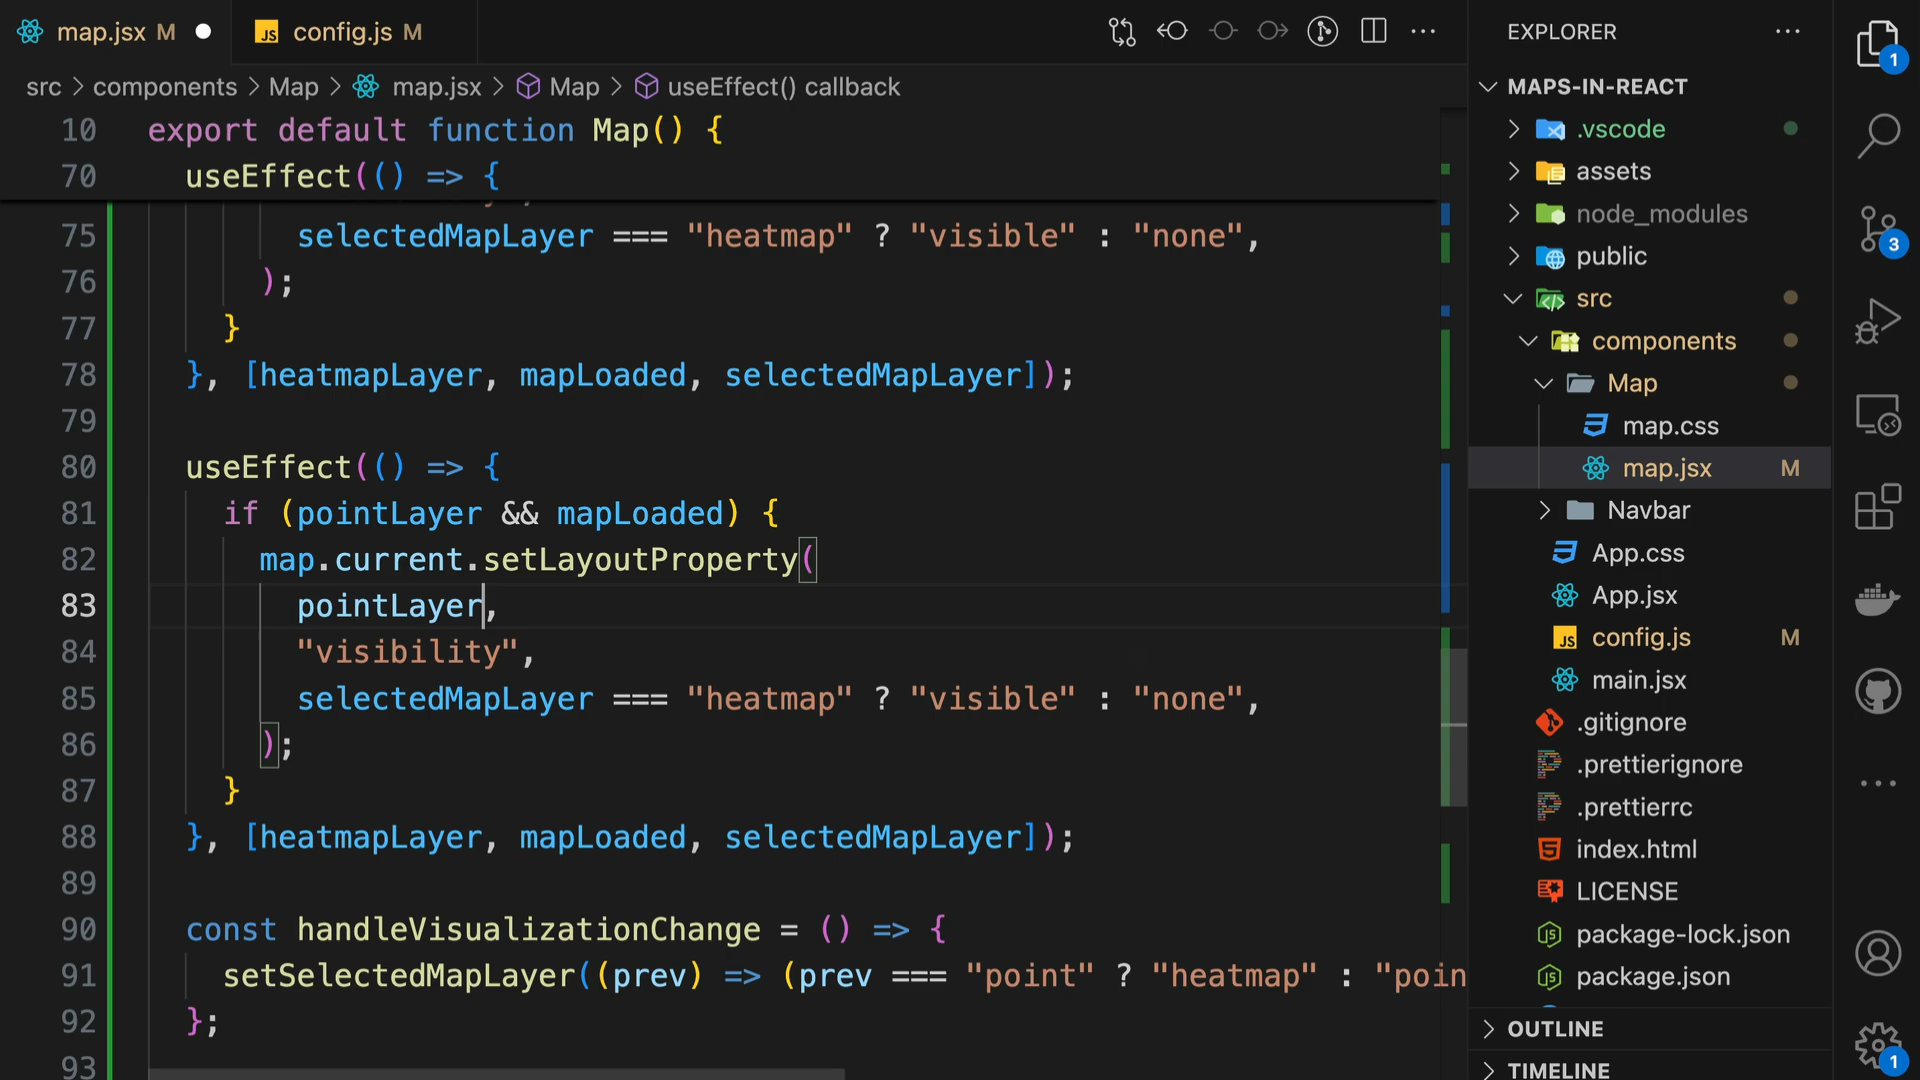 map.jsx M
config.js M
src > components > Map > map.jsx > Map > useEffect() callback
10 export default function Map() {
70 useEffect(() => {
75 selectedMapLayer === "heatmap" ? "visible" : "none",
76 );
77 }
78 }, [heatmapLayer, mapLoaded, selectedMapLayer]);
79
80 useEffect(() => {
81 if (pointLayer && mapLoaded) {
82 map.current.setLayoutProperty(
83 pointLayer,
84 "visibility",
85 selectedMapLayer === "heatmap" ? "visible" : "none",
86 );
87 }
88 }, [heatmapLayer, mapLoaded, selectedMapLayer]);
89
90 const handleVisualizationChange = () => {
91 setSelectedMapLayer((prev) => (prev === "point" ? "heatmap" : "poin
92 };
93
EXPLORER
MAPS-IN-REACT
.vscode
assets
node_modules
public
src
components
Map
map.css
map.jsx M
Navbar
App.css
App.jsx
config.js M
main.jsx
.gitignore
.prettierignore
.prettierrc
index.html
LICENSE
package-lock.json
package.json
OUTLINE
TIMELINE
1
3
1